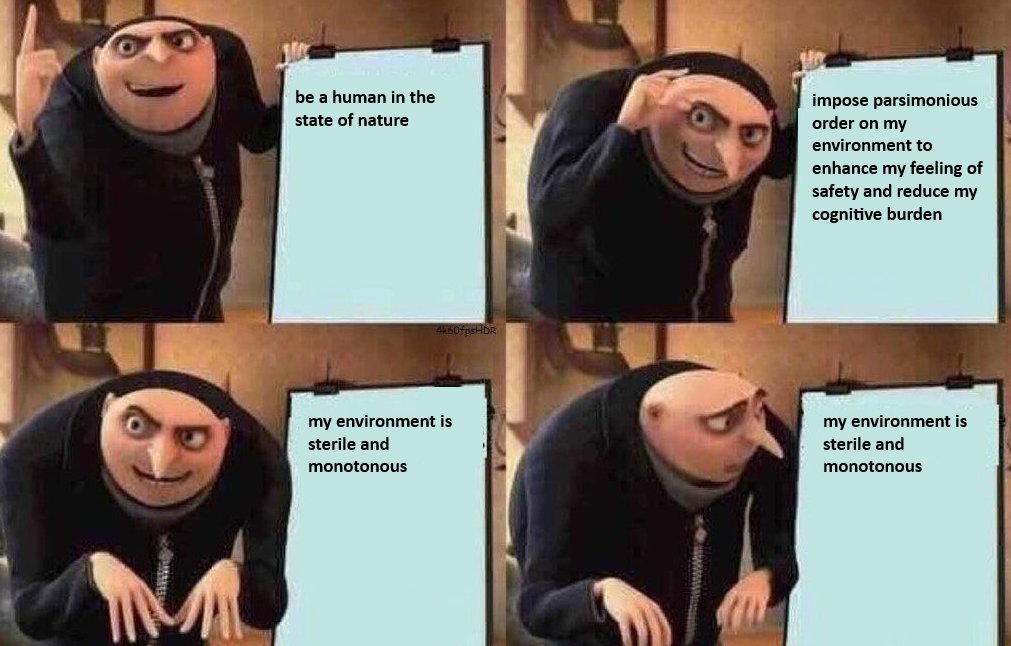 be a human in the
state of nature
impose parsimonious
order on my
environment to
enhance my feeling of
safety and reduce my
cognitive burden
4k60fpsHDR
my environment is
sterile and
monotonous
my environment is
sterile and
monotonous